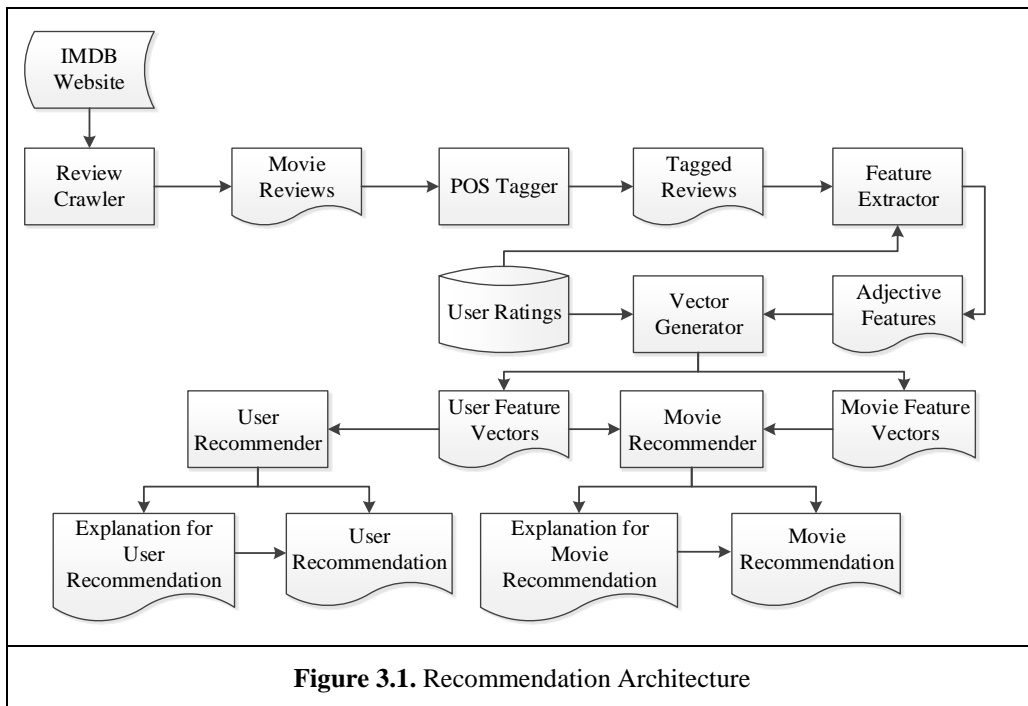 IMDB
Website
Review
Crawler
Movie
Reviews
POS Tagger
Tagged
Reviews
Feature
Extractor
User Ratings
Vector
Generator
Adjective
Features
User
Recommender
User Feature
Vectors
Movie
Recommender
Movie Feature
Vectors
Explanation for
User
Recommendation
User
Recommendation
Explanation for
Movie
Recommendation
Movie
Recommendation
Figure 3.1. Recommendation Architecture